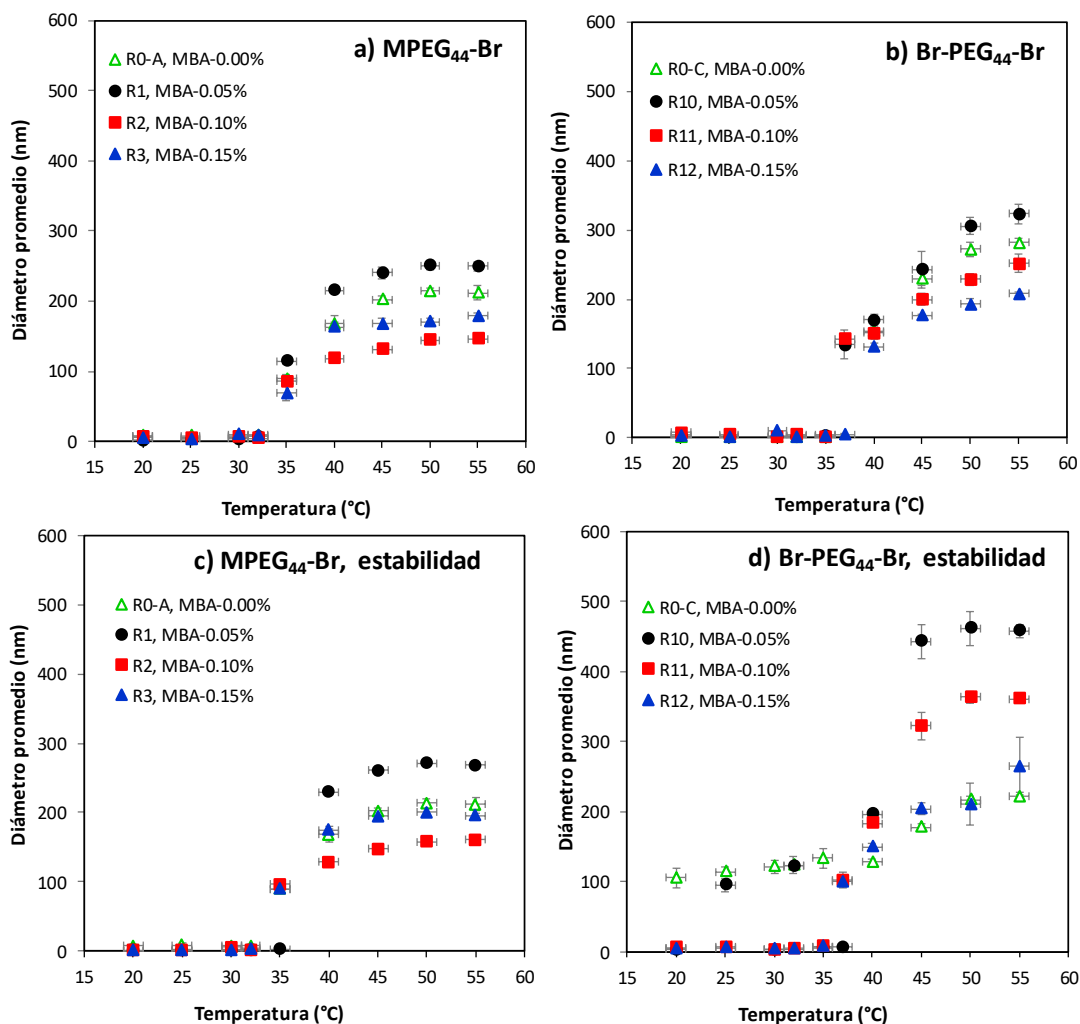 a) MPEG44-Br
R0-A, MBA-0.00%
R1, MBA-0.05%
R2, MBA-0.10%
R3, MBA-0.15%
Diámetro promedio (nm)
600
500
400
300
200
100
0
15 20 25 30 35 40 45 50 55 60
Temperatura (°C)
b) Br-PEG44-Br
R0-C, MBA-0.00%
R10, MBA-0.05%
R11, MBA-0.10%
R12, MBA-0.15%
Diámetro promedio (nm)
600
500
400
300
200
100
0
15 20 25 30 35 40 45 50 55 60
Temperatura (°C)
c) MPEG44-Br, estabilidad
R0-A, MBA-0.00%
R1, MBA-0.05%
R2, MBA-0.10%
R3, MBA-0.15%
Diámetro promedio (nm)
600
500
400
300
200
100
0
15 20 25 30 35 40 45 50 55 60
Temperatura (°C)
d) Br-PEG44-Br, estabilidad
R0-C, MBA-0.00%
R10, MBA-0.05%
R11, MBA-0.10%
R12, MBA-0.15%
Diámetro promedio (nm)
600
500
400
300
200
100
0
15 20 25 30 35 40 45 50 55 60
Temperatura (°C)